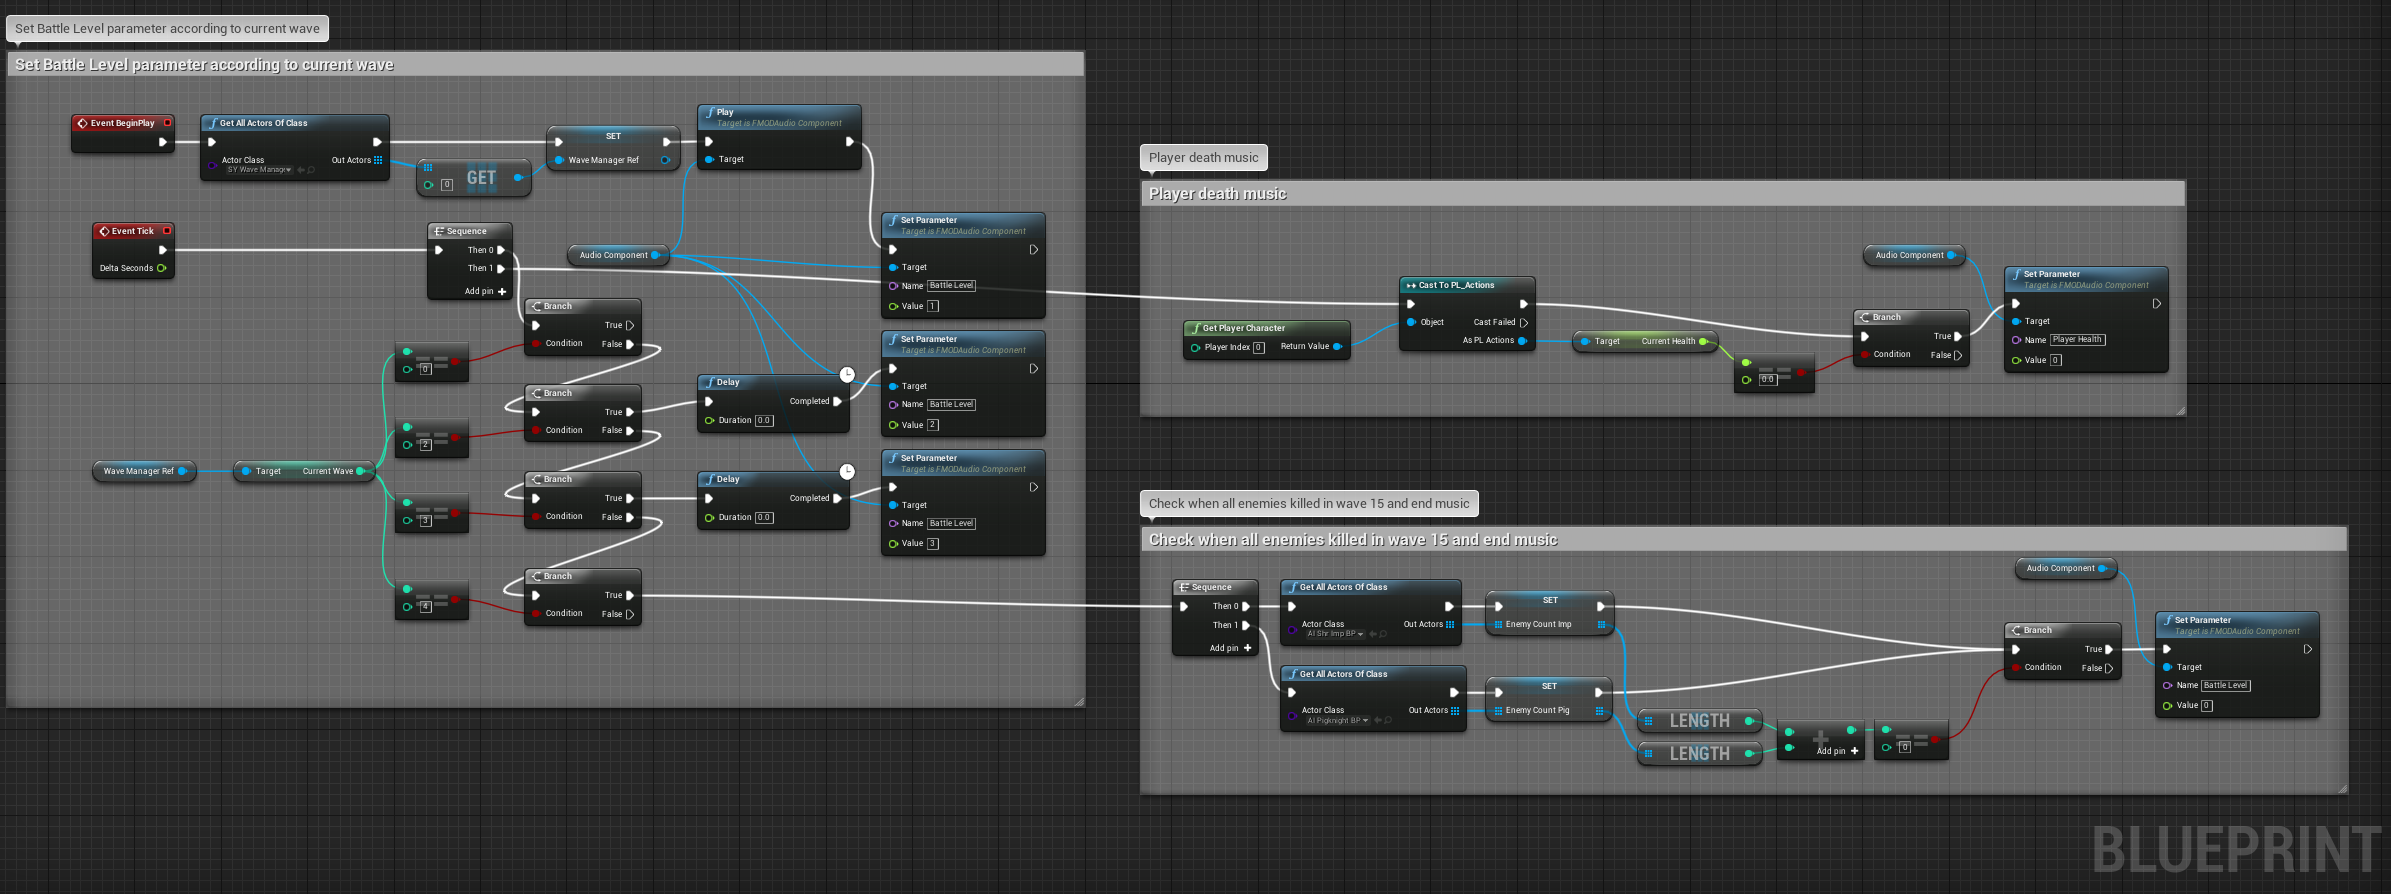 Set Battle Level parameter according to current wave
Set Battle Level parameter according to current wave
Event BeginPlay
Get All Actors Of Class
Actor Class
SY Wave Manag
Out Actors
0
GET
SET
Wave Manager Ref
Play
Target is FMODAudio Component
Target
Event Tick
Delta Seconds
Sequence
Then 0
Then 1
Add pin
Audio Component
Set Parameter
Target is FMODAudio Component
Target
Name Battle Level
Value 1
Branch
True
Condition False
0
Set Parameter
Target is FMODAudio Component
Target
Name Battle Level
Value 2
Branch
True
Condition False
2
Delay
Completed
Duration 0.0
Wave Manager Ref
Target Current Wave
Set Parameter
Target is FMODAudio Component
Target
Name Battle Level
Value 3
Branch
True
Condition False
3
Delay
Completed
Duration 0.0
Branch
True
Condition False
4
Player death music
Player death music
Get Player Character
Player Index 0 Return Value
Cast To PL_Actions
Object Cast Failed
As PL Actions
Target Current Health
0.0
Branch
True
Condition False
Audio Component
Set Parameter
Target is FMODAudio Component
Target
Name Player Health
Value 0
Check when all enemies killed in wave 15 and end music
Check when all enemies killed in wave 15 and end music
Sequence
Then 0
Then 1
Add pin
Get All Actors Of Class
Actor Class Out Actors
AI Shr Imp BP
SET
Enemy Count Imp
Get All Actors Of Class
Actor Class Out Actors
AI Pigknight BP
SET
Enemy Count Pig
LENGTH
LENGTH
Add pin
0
Branch
True
Condition False
Audio Component
Set Parameter
Target is FMODAudio Component
Target
Name Battle Level
Value 0
BLUEPRINT